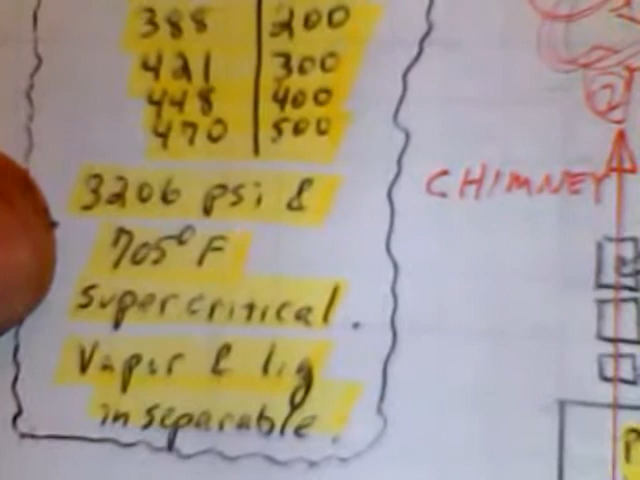 388 200
421 300
448 400
470 500
3206 psi &
705° F
supercritical.
Vapor & liq
inseparable.
CHIMNEY
P